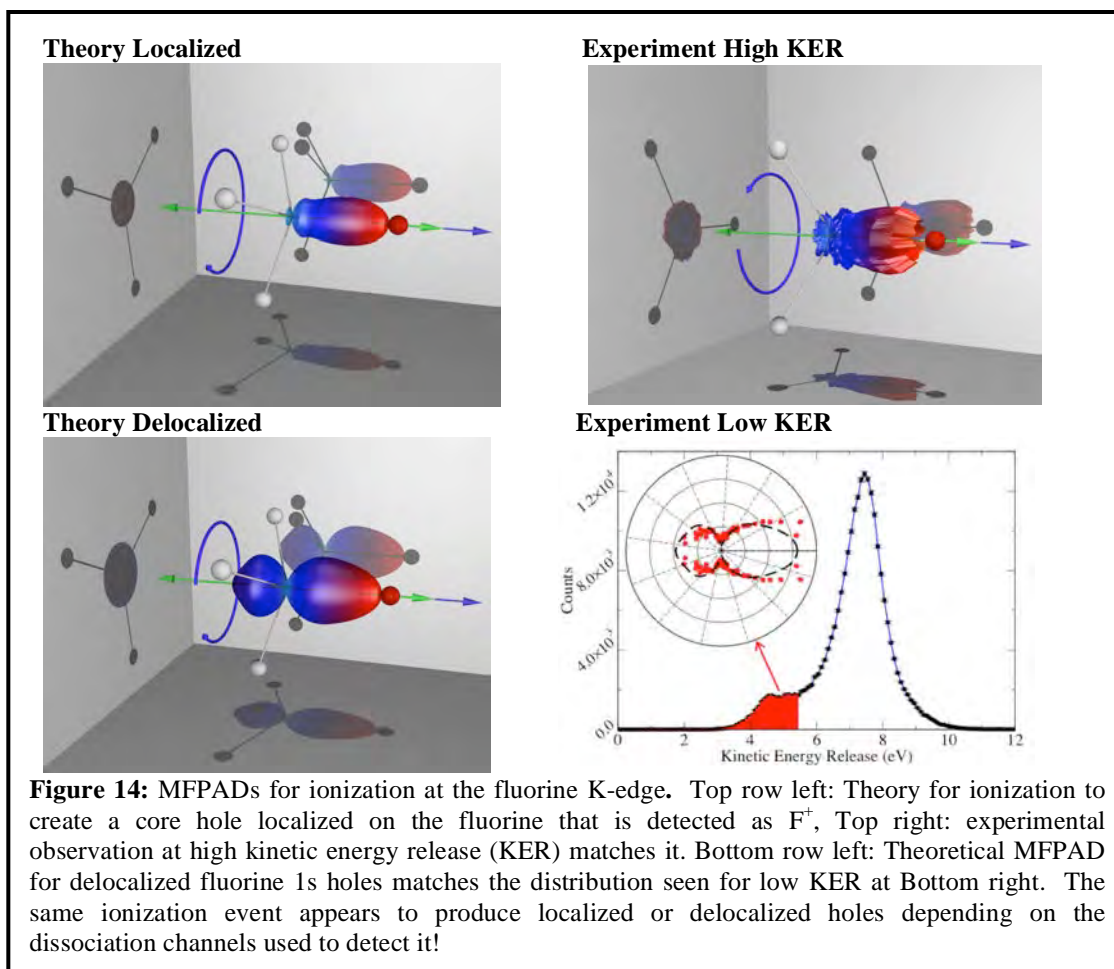 Theory Localized
Experiment High KER
Theory Delocalized
Experiment Low KER
1.2×10⁴
8.0×10³
4.0×10³
0.0
Counts
0 2 4 6 8 10 12
Kinetic Energy Release (eV)
Figure 14: MFPADs for ionization at the fluorine K-edge. Top row left: Theory for ionization to
create a core hole localized on the fluorine that is detected as F⁺, Top right: experimental
observation at high kinetic energy release (KER) matches it. Bottom row left: Theoretical MFPAD
for delocalized fluorine 1s holes matches the distribution seen for low KER at Bottom right. The
same ionization event appears to produce localized or delocalized holes depending on the
dissociation channels used to detect it!